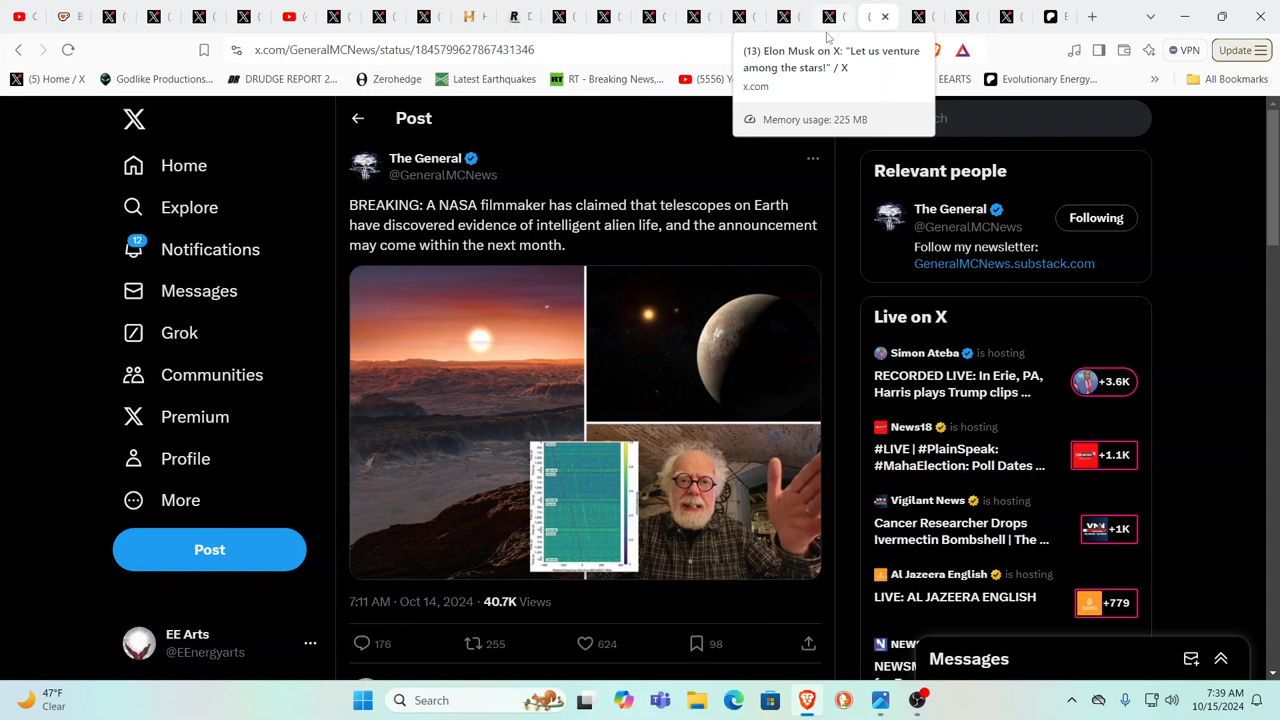 x.com/GeneralMCNews/status/1845799627867431346
VPN
Update
(5) Home / X
Godlike Productions...
DRUDGE REPORT 2...
Zerohedge
Latest Earthquakes
RT - Breaking News,...
(5556) Y
EEARTS
Evolutionary Energy...
All Bookmarks
(13) Elon Musk on X: "Let us venture
among the stars!" / X
x.com
Memory usage: 225 MB
Home
Explore
12
Notifications
Messages
Grok
Communities
Premium
Profile
More
Post
EE Arts
@EEnergyarts
Post
The General
@GeneralMCNews
BREAKING: A NASA filmmaker has claimed that telescopes on Earth
have discovered evidence of intelligent alien life, and the announcement
may come within the next month.
7:11 AM · Oct 14, 2024 · 40.7K Views
176
255
624
98
ch
Relevant people
The General
@GeneralMCNews
Following
Follow my newsletter:
GeneralMCNews.substack.com
Live on X
Simon Ateba is hosting
RECORDED LIVE: In Erie, PA,
Harris plays Trump clips ...
+3.6K
News18 is hosting
#LIVE | #PlainSpeak:
#MahaElection: Poll Dates ...
+1.1K
Vigilant News is hosting
Cancer Researcher Drops
Ivermectin Bombshell | The ...
+1K
Al Jazeera English is hosting
LIVE: AL JAZEERA ENGLISH
+779
NEWS
NEWSM
Messages
47°F
Clear
Search
7:39 AM
10/15/2024